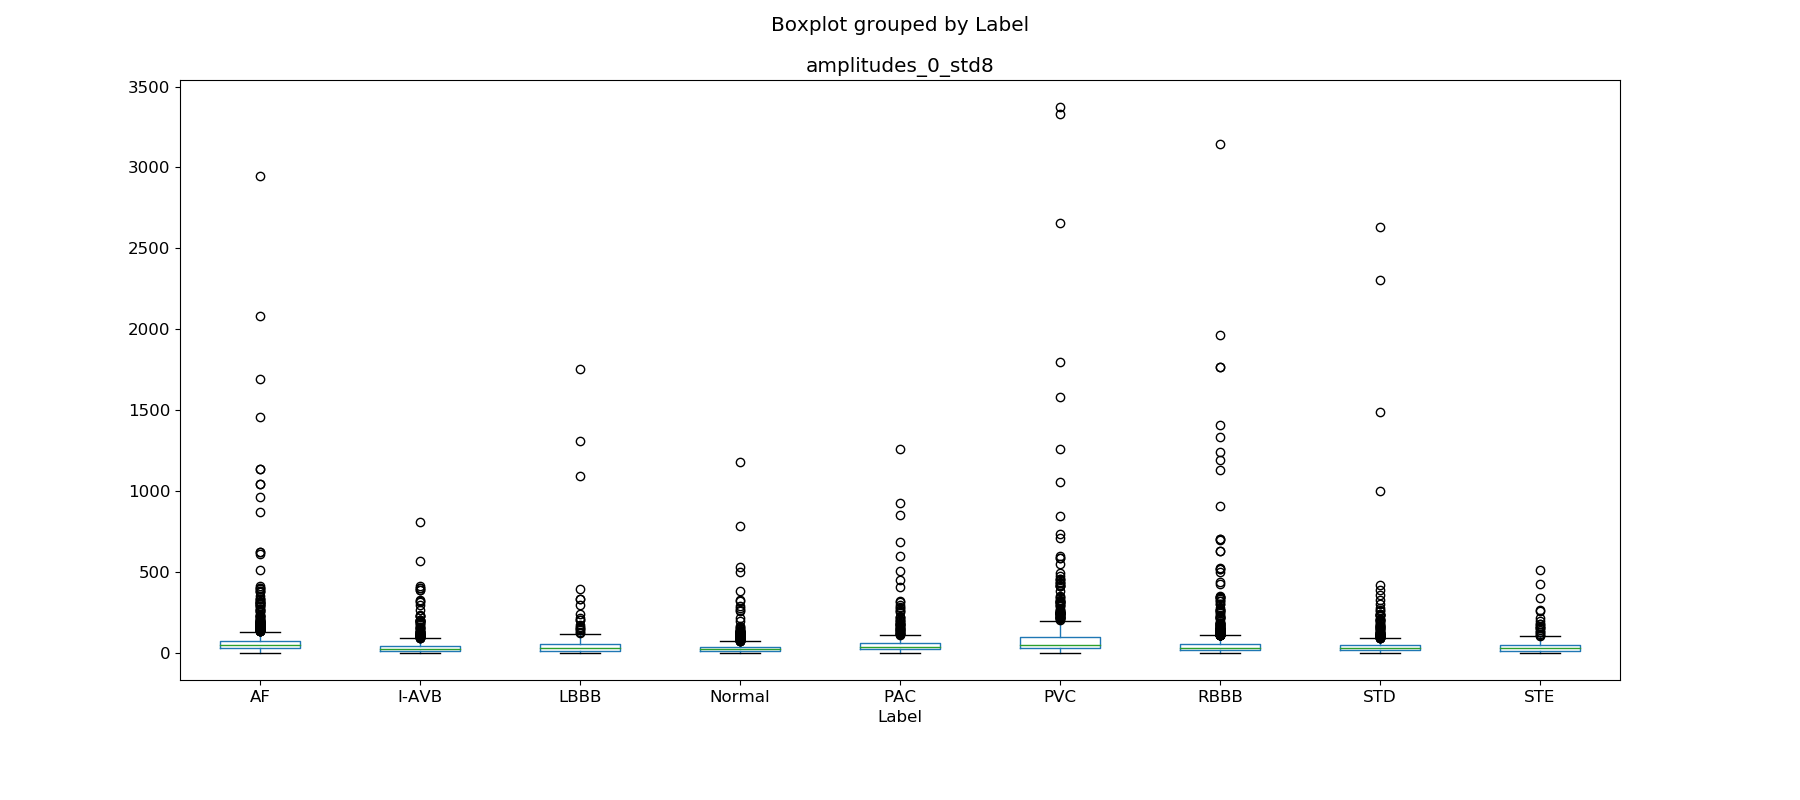 Boxplot grouped by Label
amplitudes_0_std8
3500
3000
2500
2000
1500
1000
500
0
AF I-AVB LBBB Normal PAC PVC RBBB STD STE
Label